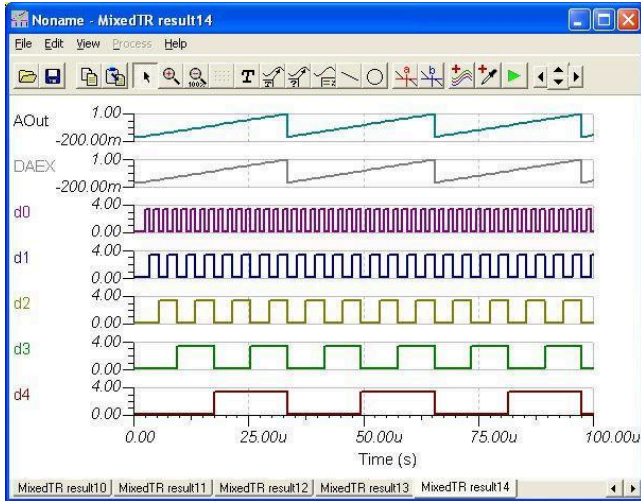 Noname - MixedTR result14
File Edit View Process Help
T 100%
a b
AOut 1.00
-200.00m
DAEX 1.00
-200.00m
d0 4.00
0.00
d1 4.00
0.00
d2 4.00
0.00
d3 4.00
0.00
d4 4.00
0.00
0.00 25.00u 50.00u 75.00u 100.00u
Time (s)
MixedTR result10 MixedTR result11 MixedTR result12 MixedTR result13 MixedTR result14